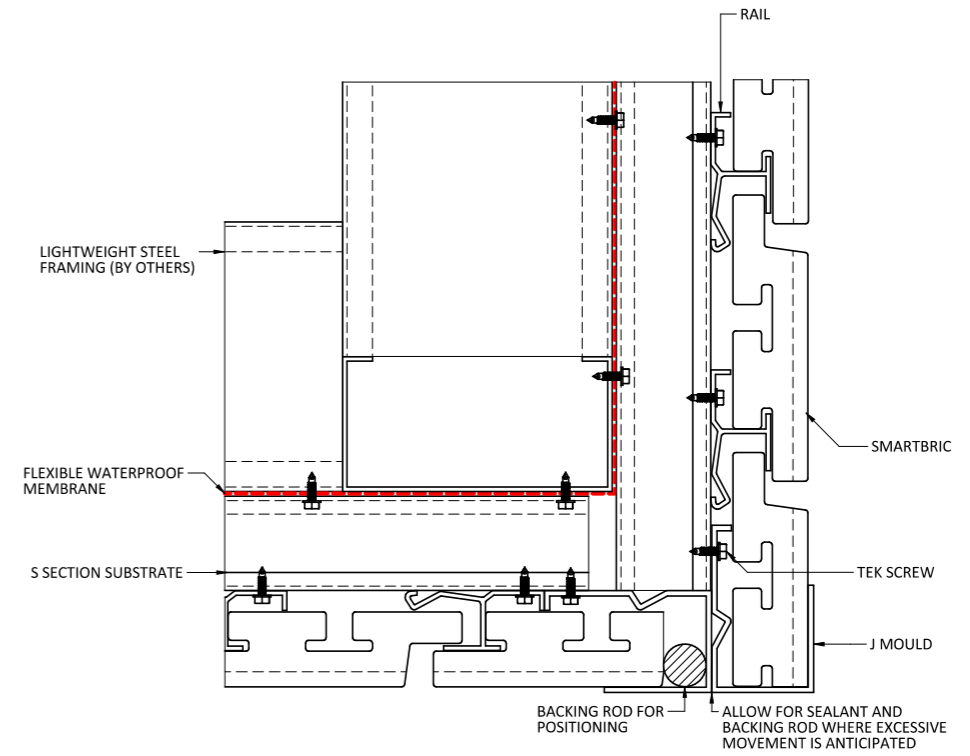 RAIL
LIGHTWEIGHT STEEL
FRAMING (BY OTHERS)
SMARTBRIC
FLEXIBLE WATERPROOF
MEMBRANE
S SECTION SUBSTRATE
TEK SCREW
J MOULD
BACKING ROD FOR
POSITIONING
ALLOW FOR SEALANT AND
BACKING ROD WHERE EXCESSIVE
MOVEMENT IS ANTICIPATED